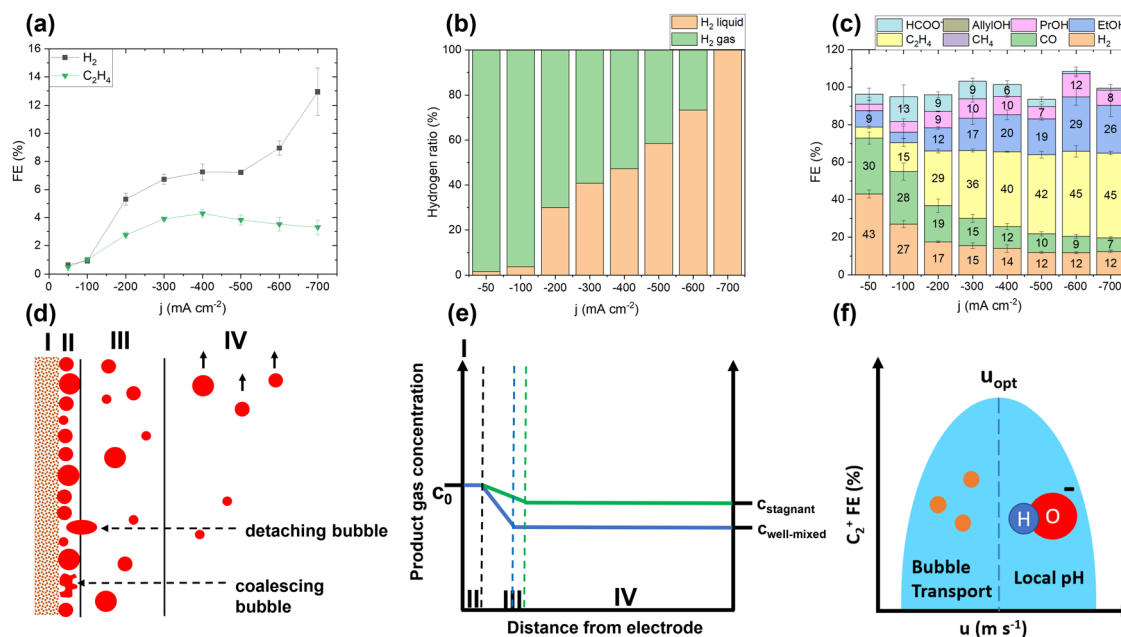 (a)
16
14
12
10
8
6
4
2
0
FE (%)
H₂
C₂H₄
-100 -200 -300 -400 -500 -600 -700
j (mA cm⁻²)
(b)
H₂ liquid
H₂ gas
100
80
60
40
20
0
Hydrogen ratio (%)
-50 -100 -200 -300 -400 -500 -600 -700
j (mA cm⁻²)
(c)
HCOO⁻ AllylOH PrOH EtOH
C₂H₄ CH₄ CO H₂
120
100
80
60
40
20
0
FE (%)
9 30 43
13 15 28 27
9 9 12 29 19 17
9 10 17 36 15 15
6 10 20 40 12 14
7 19 42 10 12
12 29 45 9 12
8 26 45 7 12
-50 -100 -200 -300 -400 -500 -600 -700
j (mA cm⁻²)
(d)
I II III IV
detaching bubble
coalescing
bubble
(e)
I
Product gas concentration
c₀
c_stagnant
c_well-mixed
II III IV
Distance from electrode
(f)
u_opt
C₂⁺ FE (%)
H O -
Bubble
Transport
Local pH
u (m s⁻¹)